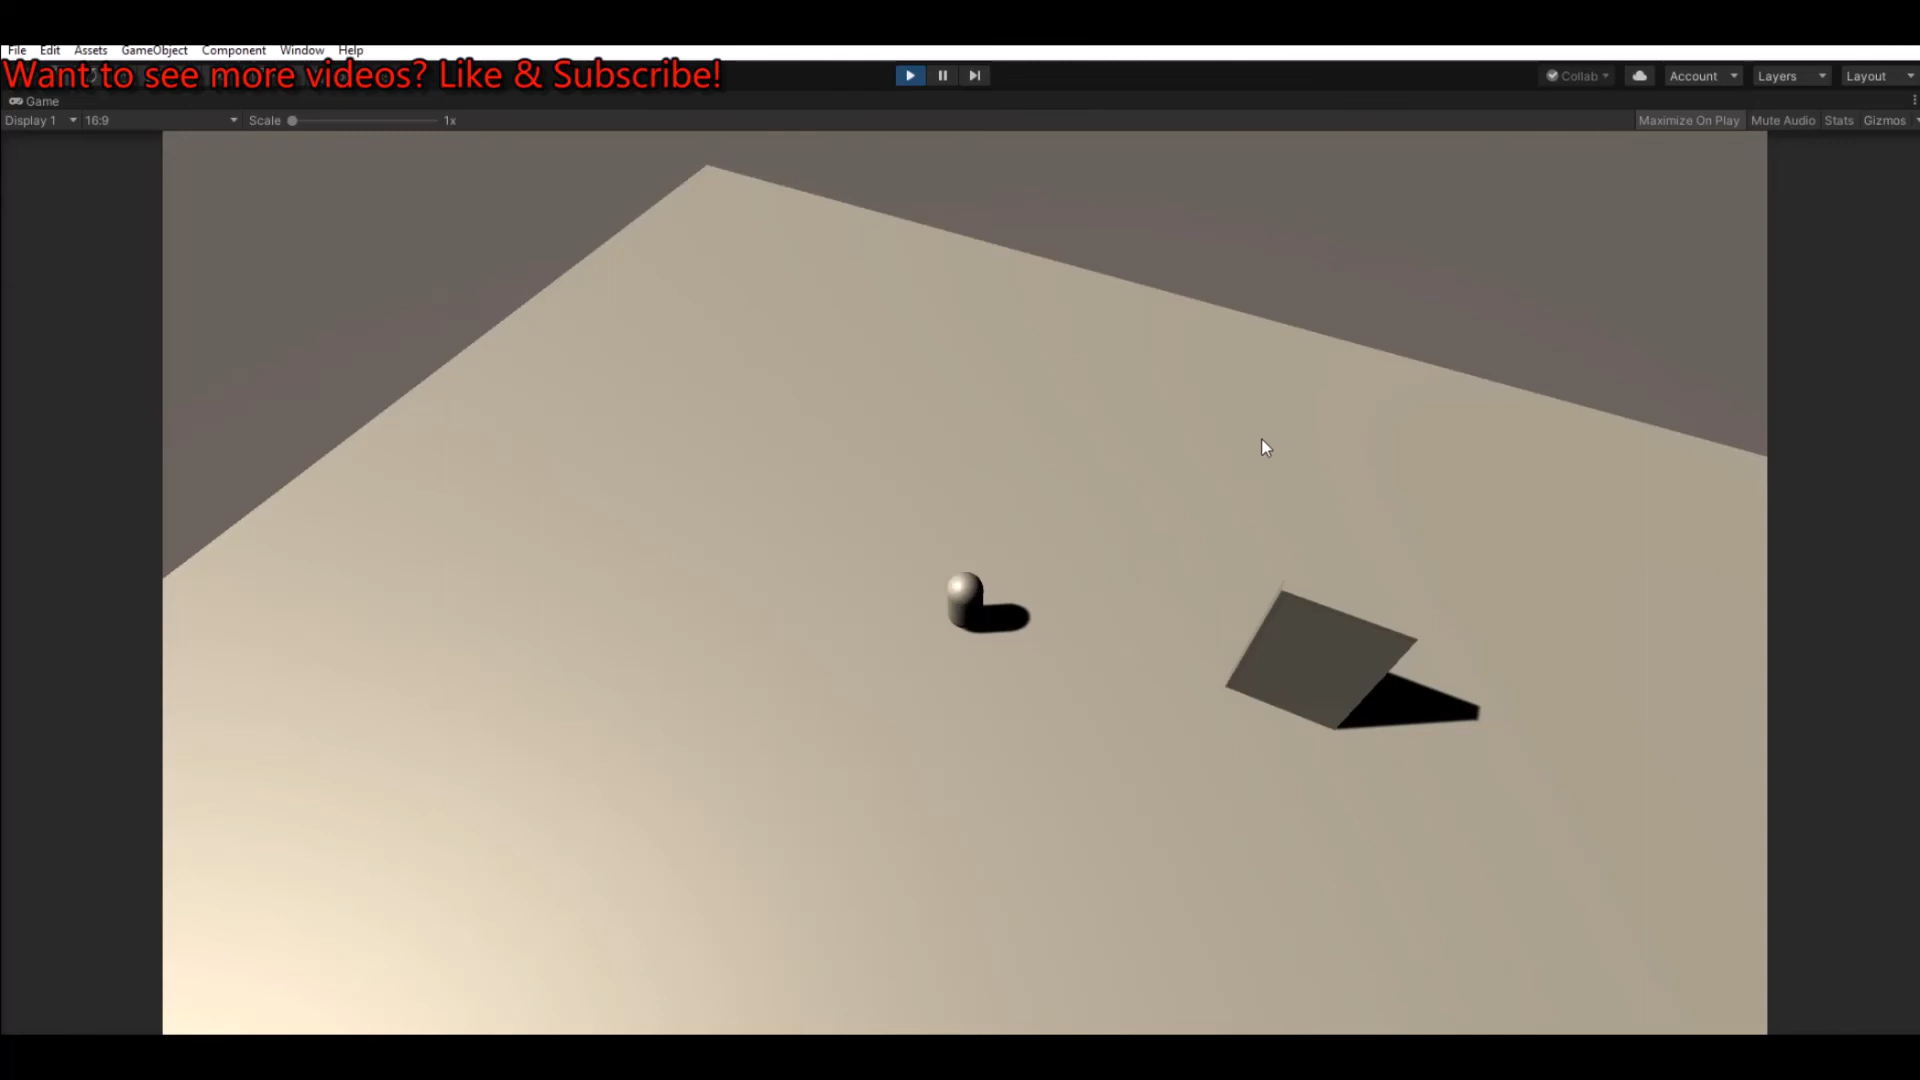 File Edit Assets GameObject Component Window Help
Want to see more videos? Like & Subscribe!
Collab Account Layers Layout
Game
Display 1 16:9 Scale 1x Maximize On Play Mute Audio Stats Gizmos